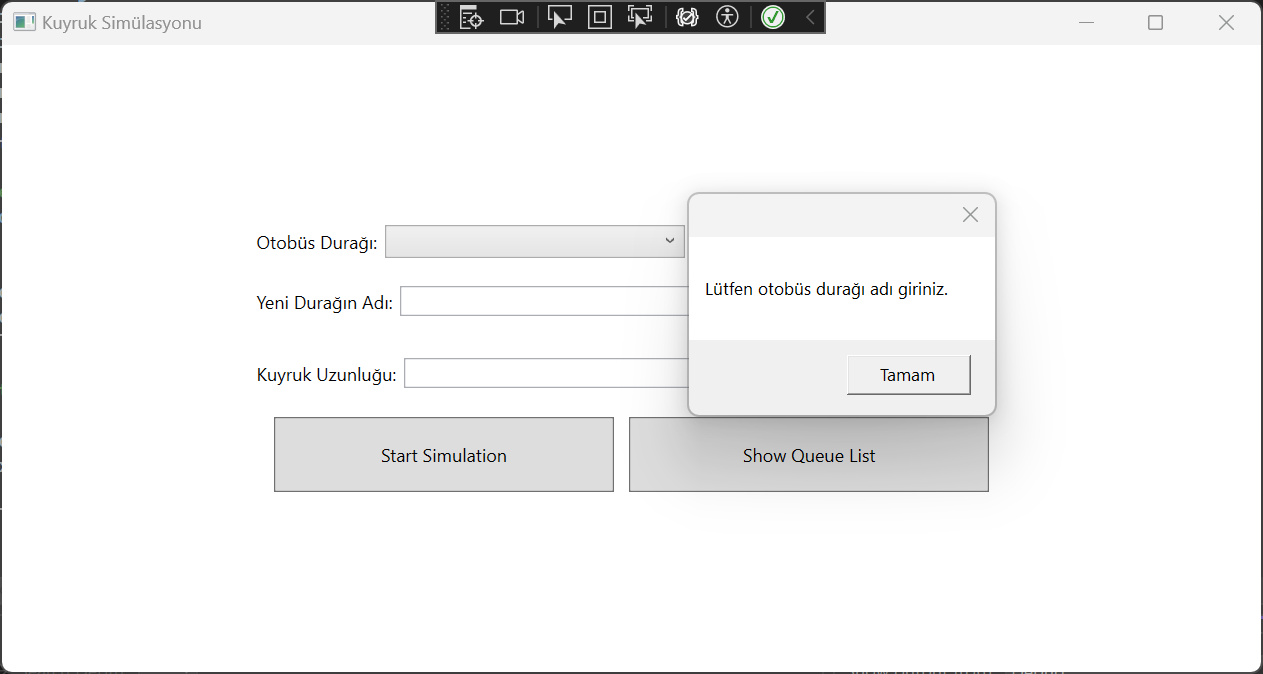 Kuyruk Simülasyonu
Otobüs Durağı:
Yeni Durağın Adı:
Kuyruk Uzunluğu:
Lütfen otobüs durağı adı giriniz.
Tamam
Start Simulation
Show Queue List